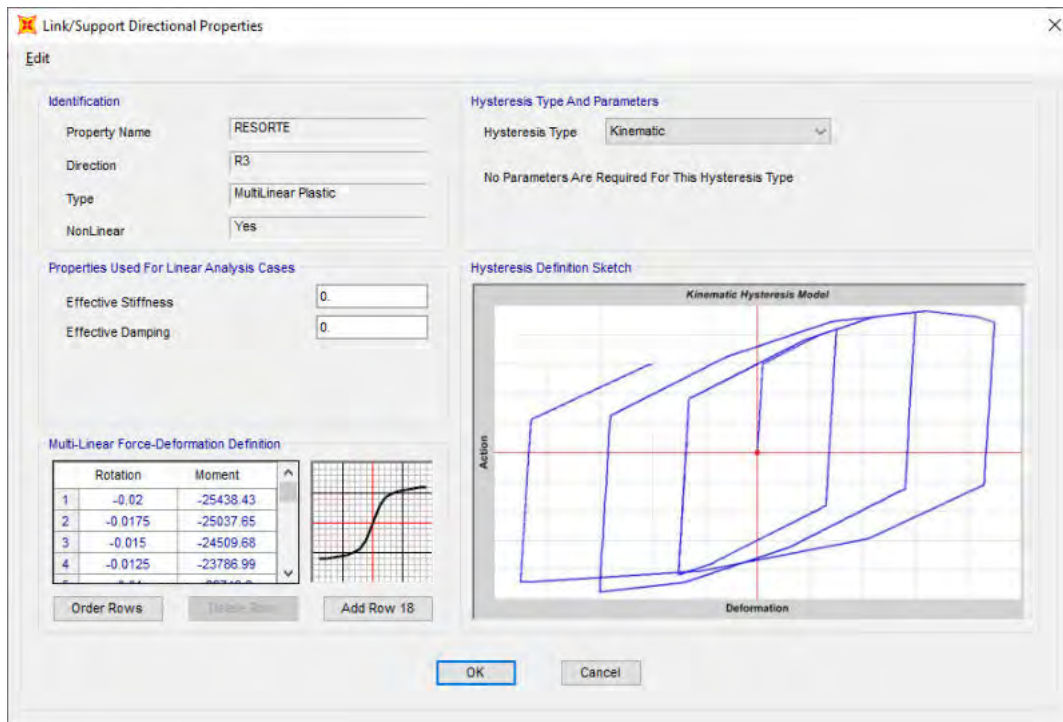 Link/Support Directional Properties
Edit
Identification
Property Name RESORTE
Direction R3
Type MultiLinear Plastic
NonLinear Yes
Hysteresis Type And Parameters
Hysteresis Type Kinematic
No Parameters Are Required For This Hysteresis Type
Properties Used For Linear Analysis Cases
Effective Stiffness 0.
Effective Damping 0.
Hysteresis Definition Sketch
Kinematic Hysteresis Model
Action
Deformation
Multi-Linear Force-Deformation Definition
Rotation Moment
1 -0.02 -25438.43
2 -0.0175 -25037.65
3 -0.015 -24509.68
4 -0.0125 -23786.99
Order Rows Delete Row Add Row 18
OK Cancel